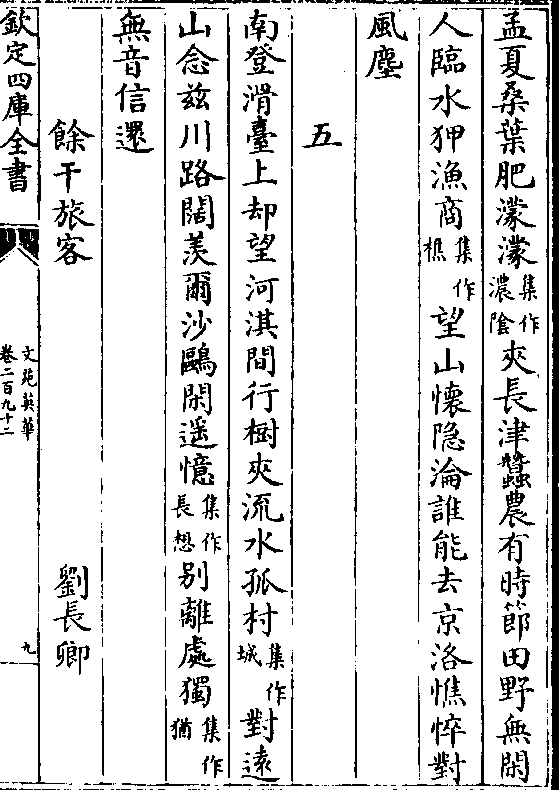 孟夏桑葉肥濛濛集作濃隂夾長津蠶農有時節田野無閑
人臨水狎漁商集作樵望山懷隠淪誰能去京洛憔悴對
風塵
五
南登滑臺上却望河淇間行樹夾流水孤村集作城對逺
山念兹川路闊羡爾沙鷗閑遥憶集作長想别離處獨集作猶
無音信還
餘干旅客
劉長卿
欽定四庫全書
文苑英華
卷二百九十二
九